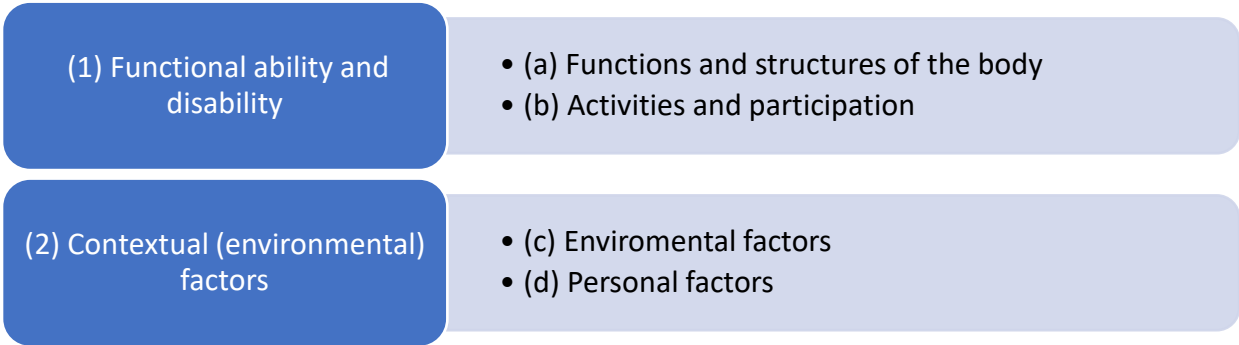 (1) Functional ability and
disability
• (a) Functions and structures of the body
• (b) Activities and participation
(2) Contextual (environmental)
factors
• (c) Enviromental factors
• (d) Personal factors